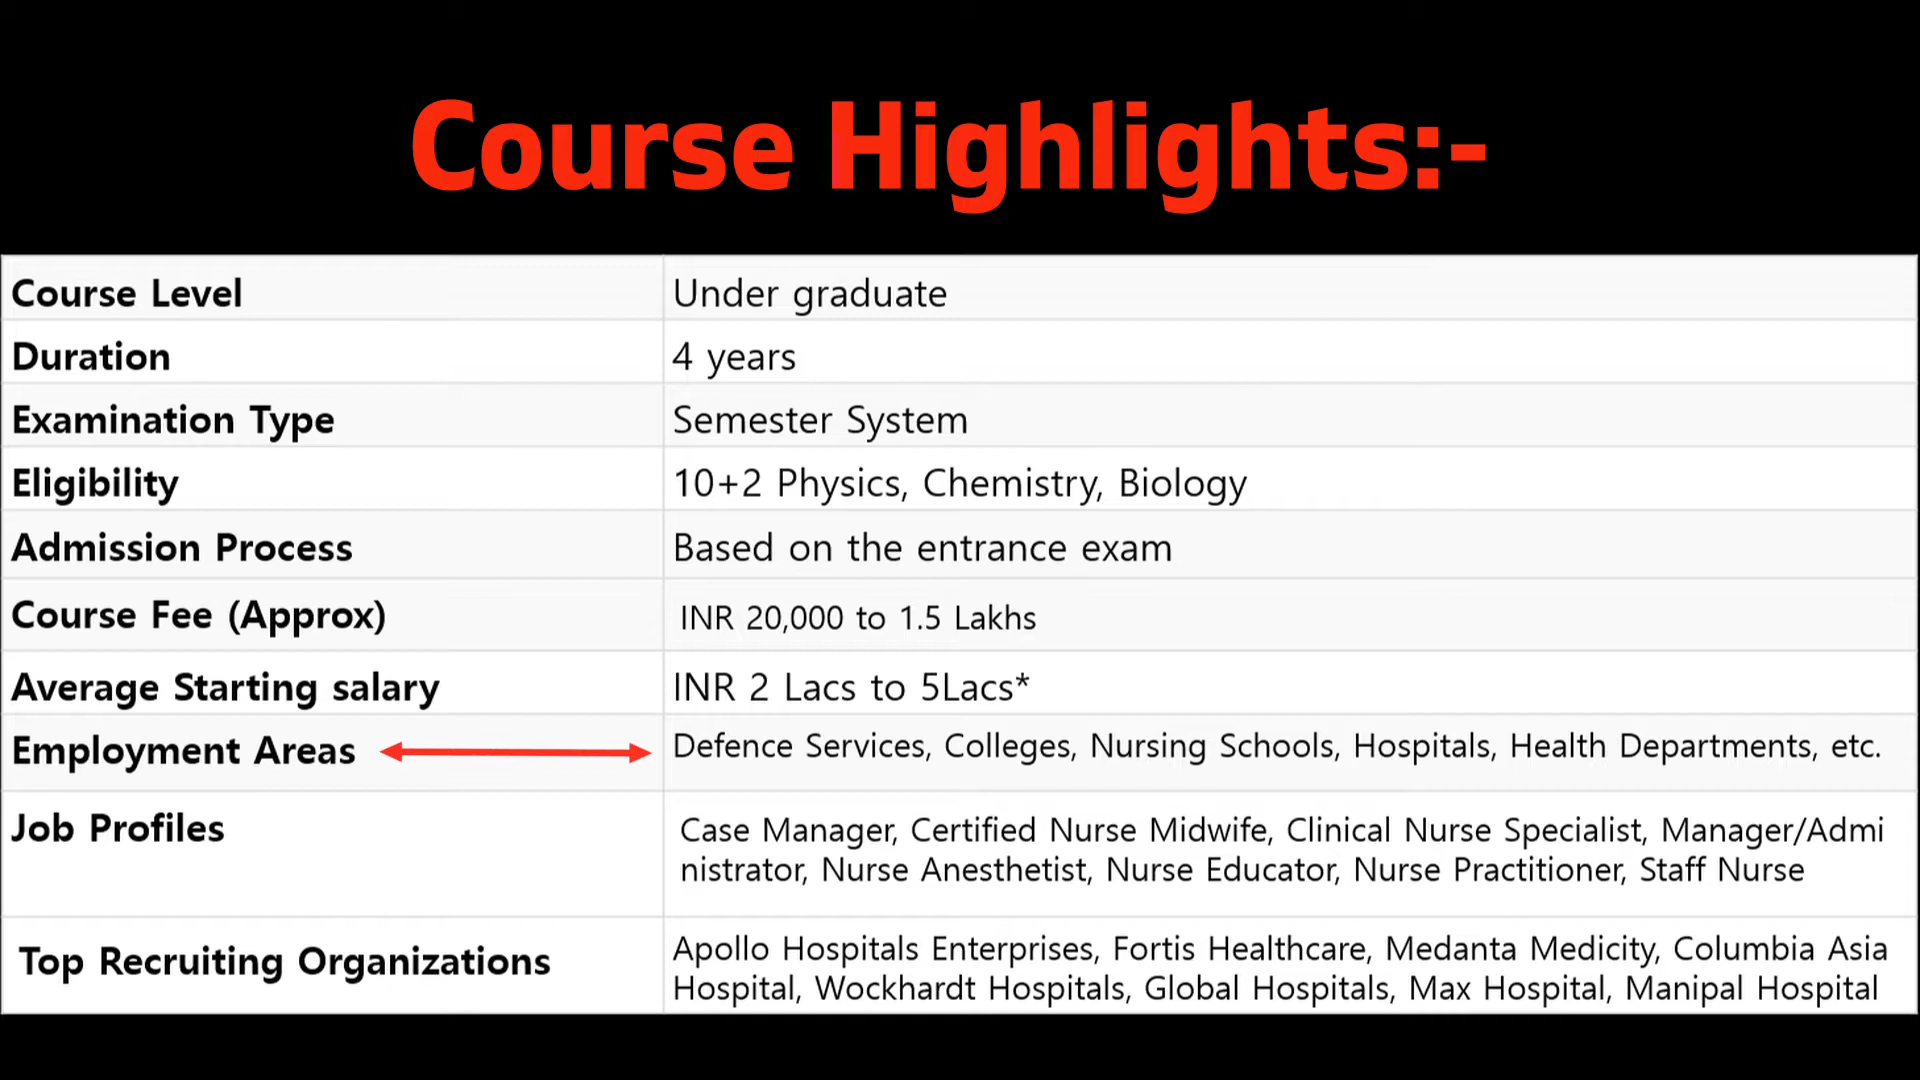 Course Highlights:-
Course Level Under graduate
Duration 4 years
Examination Type Semester System
Eligibility 10+2 Physics, Chemistry, Biology
Admission Process Based on the entrance exam
Course Fee (Approx) INR 20,000 to 1.5 Lakhs
Average Starting salary INR 2 Lacs to 5Lacs*
Employment Areas Defence Services, Colleges, Nursing Schools, Hospitals, Health Departments, etc.
Job Profiles Case Manager, Certified Nurse Midwife, Clinical Nurse Specialist, Manager/Admi
nistrator, Nurse Anesthetist, Nurse Educator, Nurse Practitioner, Staff Nurse
Top Recruiting Organizations Apollo Hospitals Enterprises, Fortis Healthcare, Medanta Medicity, Columbia Asia
Hospital, Wockhardt Hospitals, Global Hospitals, Max Hospital, Manipal Hospital